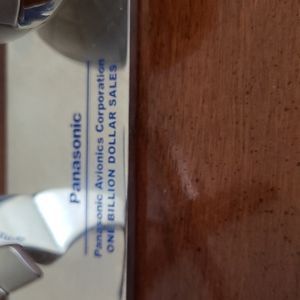 Panasonic
Panasonic Avionics Corporation
ONE BILLION DOLLAR SALES